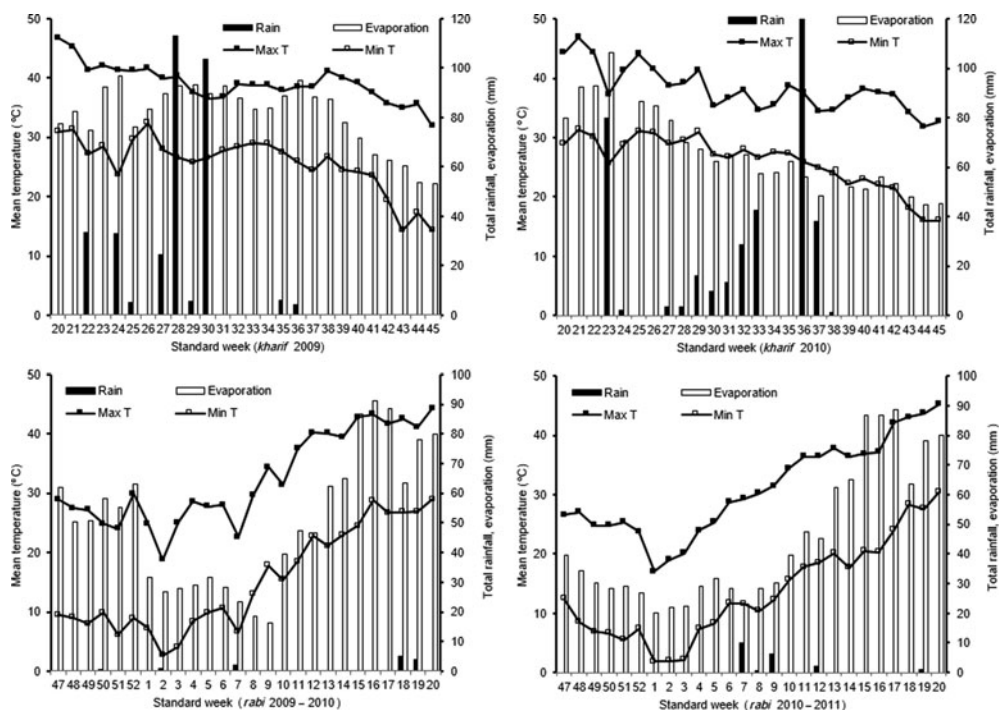 50
40
30
20
10
0
Mean temperature (°C)
Rain
Evaporation
Max T
Min T
120
100
80
60
40
20
0
Total rainfall, evaporation (mm)
20 21 22 23 24 25 26 27 28 29 30 31 32 33 34 35 36 37 38 39 40 41 42 43 44 45
Standard week (kharif 2009)
50
40
30
20
10
0
Mean temperature (°C)
Rain
Evaporation
Max T
Min T
120
100
80
60
40
20
0
Total rainfall, evaporation (mm)
20 21 22 23 24 25 26 27 28 29 30 31 32 33 34 35 36 37 38 39 40 41 42 43 44 45
Standard week (kharif 2010)
50
40
30
20
10
0
Mean temperature (°C)
Rain
Evaporation
Max T
Min T
100
90
80
70
60
50
40
30
20
10
0
Total rainfall, evaporation (mm)
47 48 49 50 51 52 1 2 3 4 5 6 7 8 9 10 11 12 13 14 15 16 17 18 19 20
Standard week (rabi 2009–2010)
50
40
30
20
10
0
Mean temperature (°C)
Rain
Evaporation
Max T
Min T
100
90
80
70
60
50
40
30
20
10
0
Total rainfall, evaporation (mm)
47 48 49 50 51 52 1 2 3 4 5 6 7 8 9 10 11 12 13 14 15 16 17 18 19 20
Standard week (rabi 2010–2011)